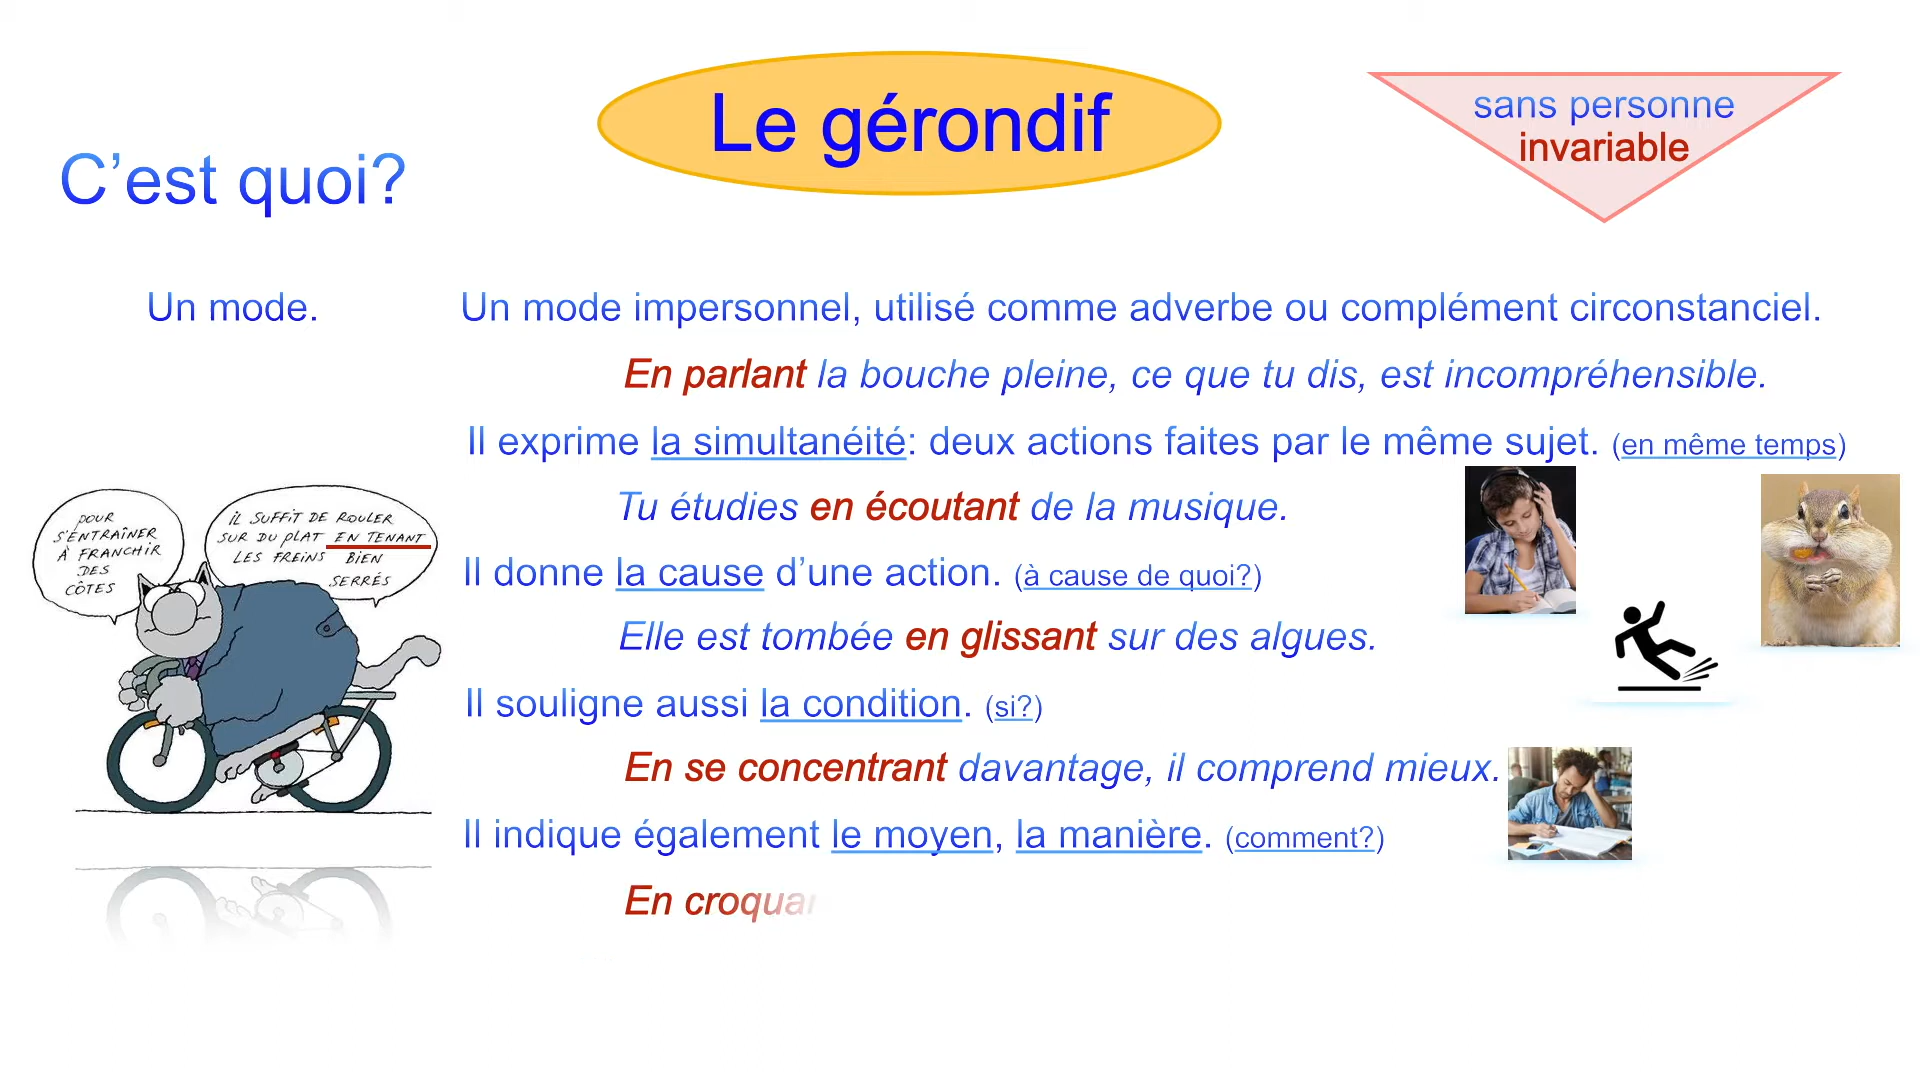 Le gérondif
sans personne
invariable
C’est quoi?
Un mode.
Un mode impersonnel, utilisé comme adverbe ou complément circonstanciel.
En parlant la bouche pleine, ce que tu dis, est incompréhensible.
Il exprime la simultanéité: deux actions faites par le même sujet. (en même temps)
Tu étudies en écoutant de la musique.
Il donne la cause d’une action. (à cause de quoi?)
Elle est tombée en glissant sur des algues.
Il souligne aussi la condition. (si?)
En se concentrant davantage, il comprend mieux.
Il indique également le moyen, la manière. (comment?)
En
POUR
S'ENTRAÎNER
À FRANCHIR
DES
CÔTES
IL SUFFIT DE ROULER
SUR DU PLAT EN TENANT
LES FREINS BIEN
SERRÉS